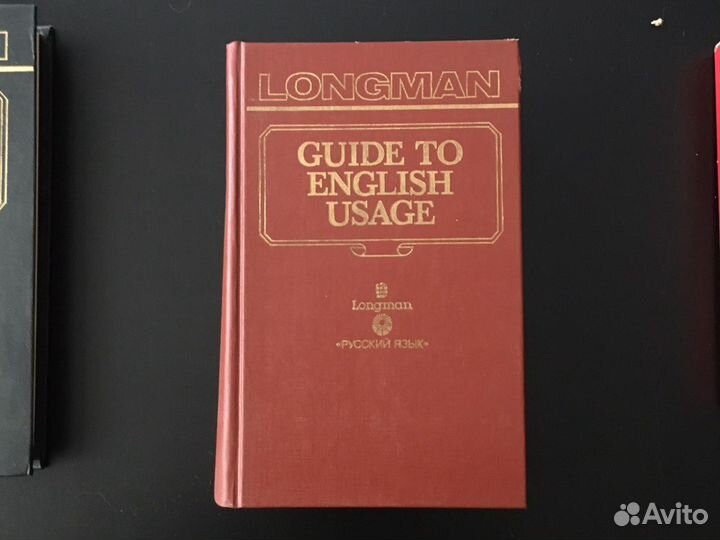 LONGMAN
GUIDE TO
ENGLISH
USAGE
Longman
«РУССКИЙ ЯЗЫК»
Avito